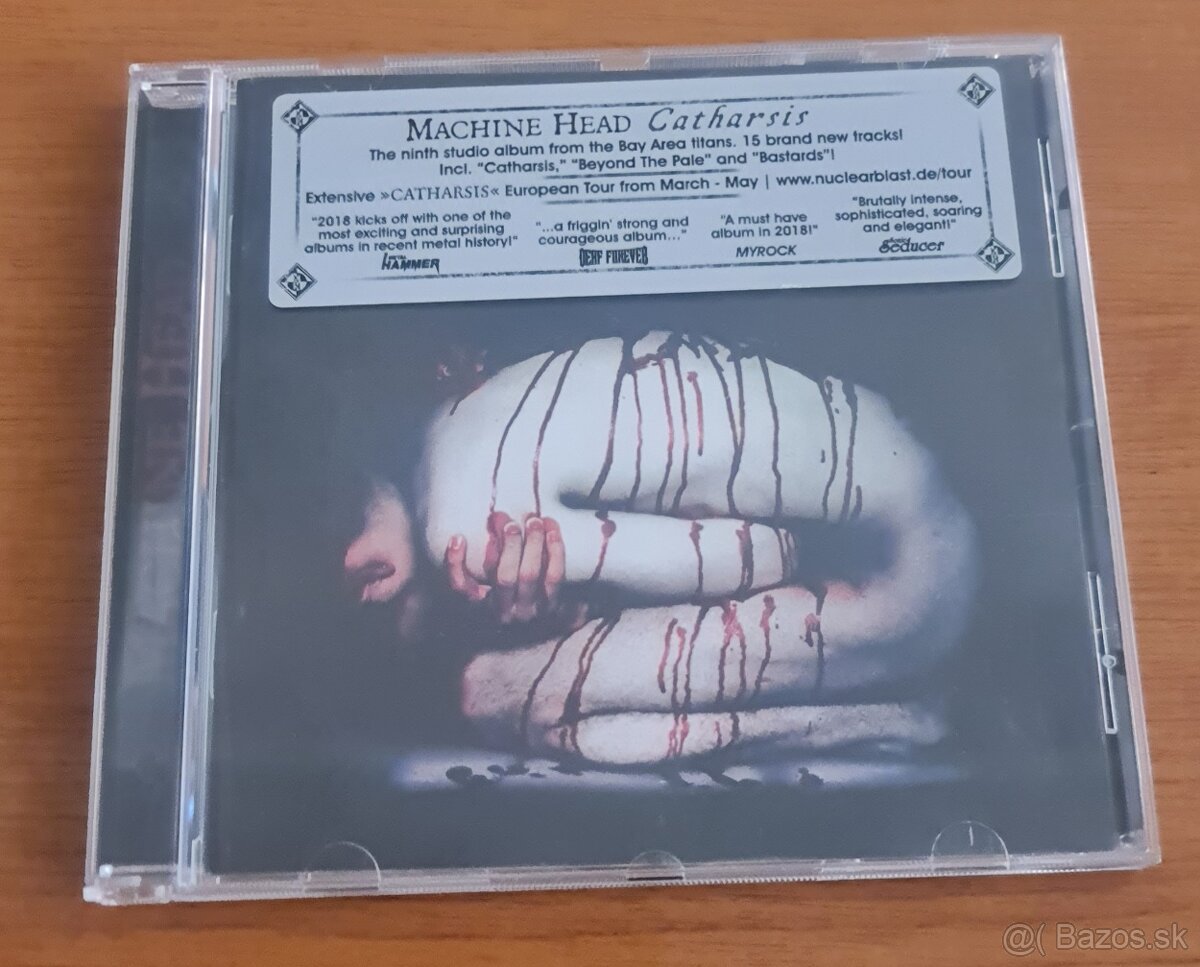 MACHINE HEAD Catharsis
The ninth studio album from the Bay Area titans. 15 brand new tracks!
Incl. "Catharsis," "Beyond The Pale" and "Bastards"!
Extensive »CATHARSIS« European Tour from March - May | www.nuclearblast.de/tour
"2018 kicks off with one of the
most exciting and surprising
albums in recent metal history!"
METAL HAMMER
"...a friggin' strong and
courageous album..."
DEAF FOREVER
"A must have
album in 2018!"
MYROCK
"Brutally intense,
sophisticated, soaring
and elegant!"
Seducer
@( Bazos.sk